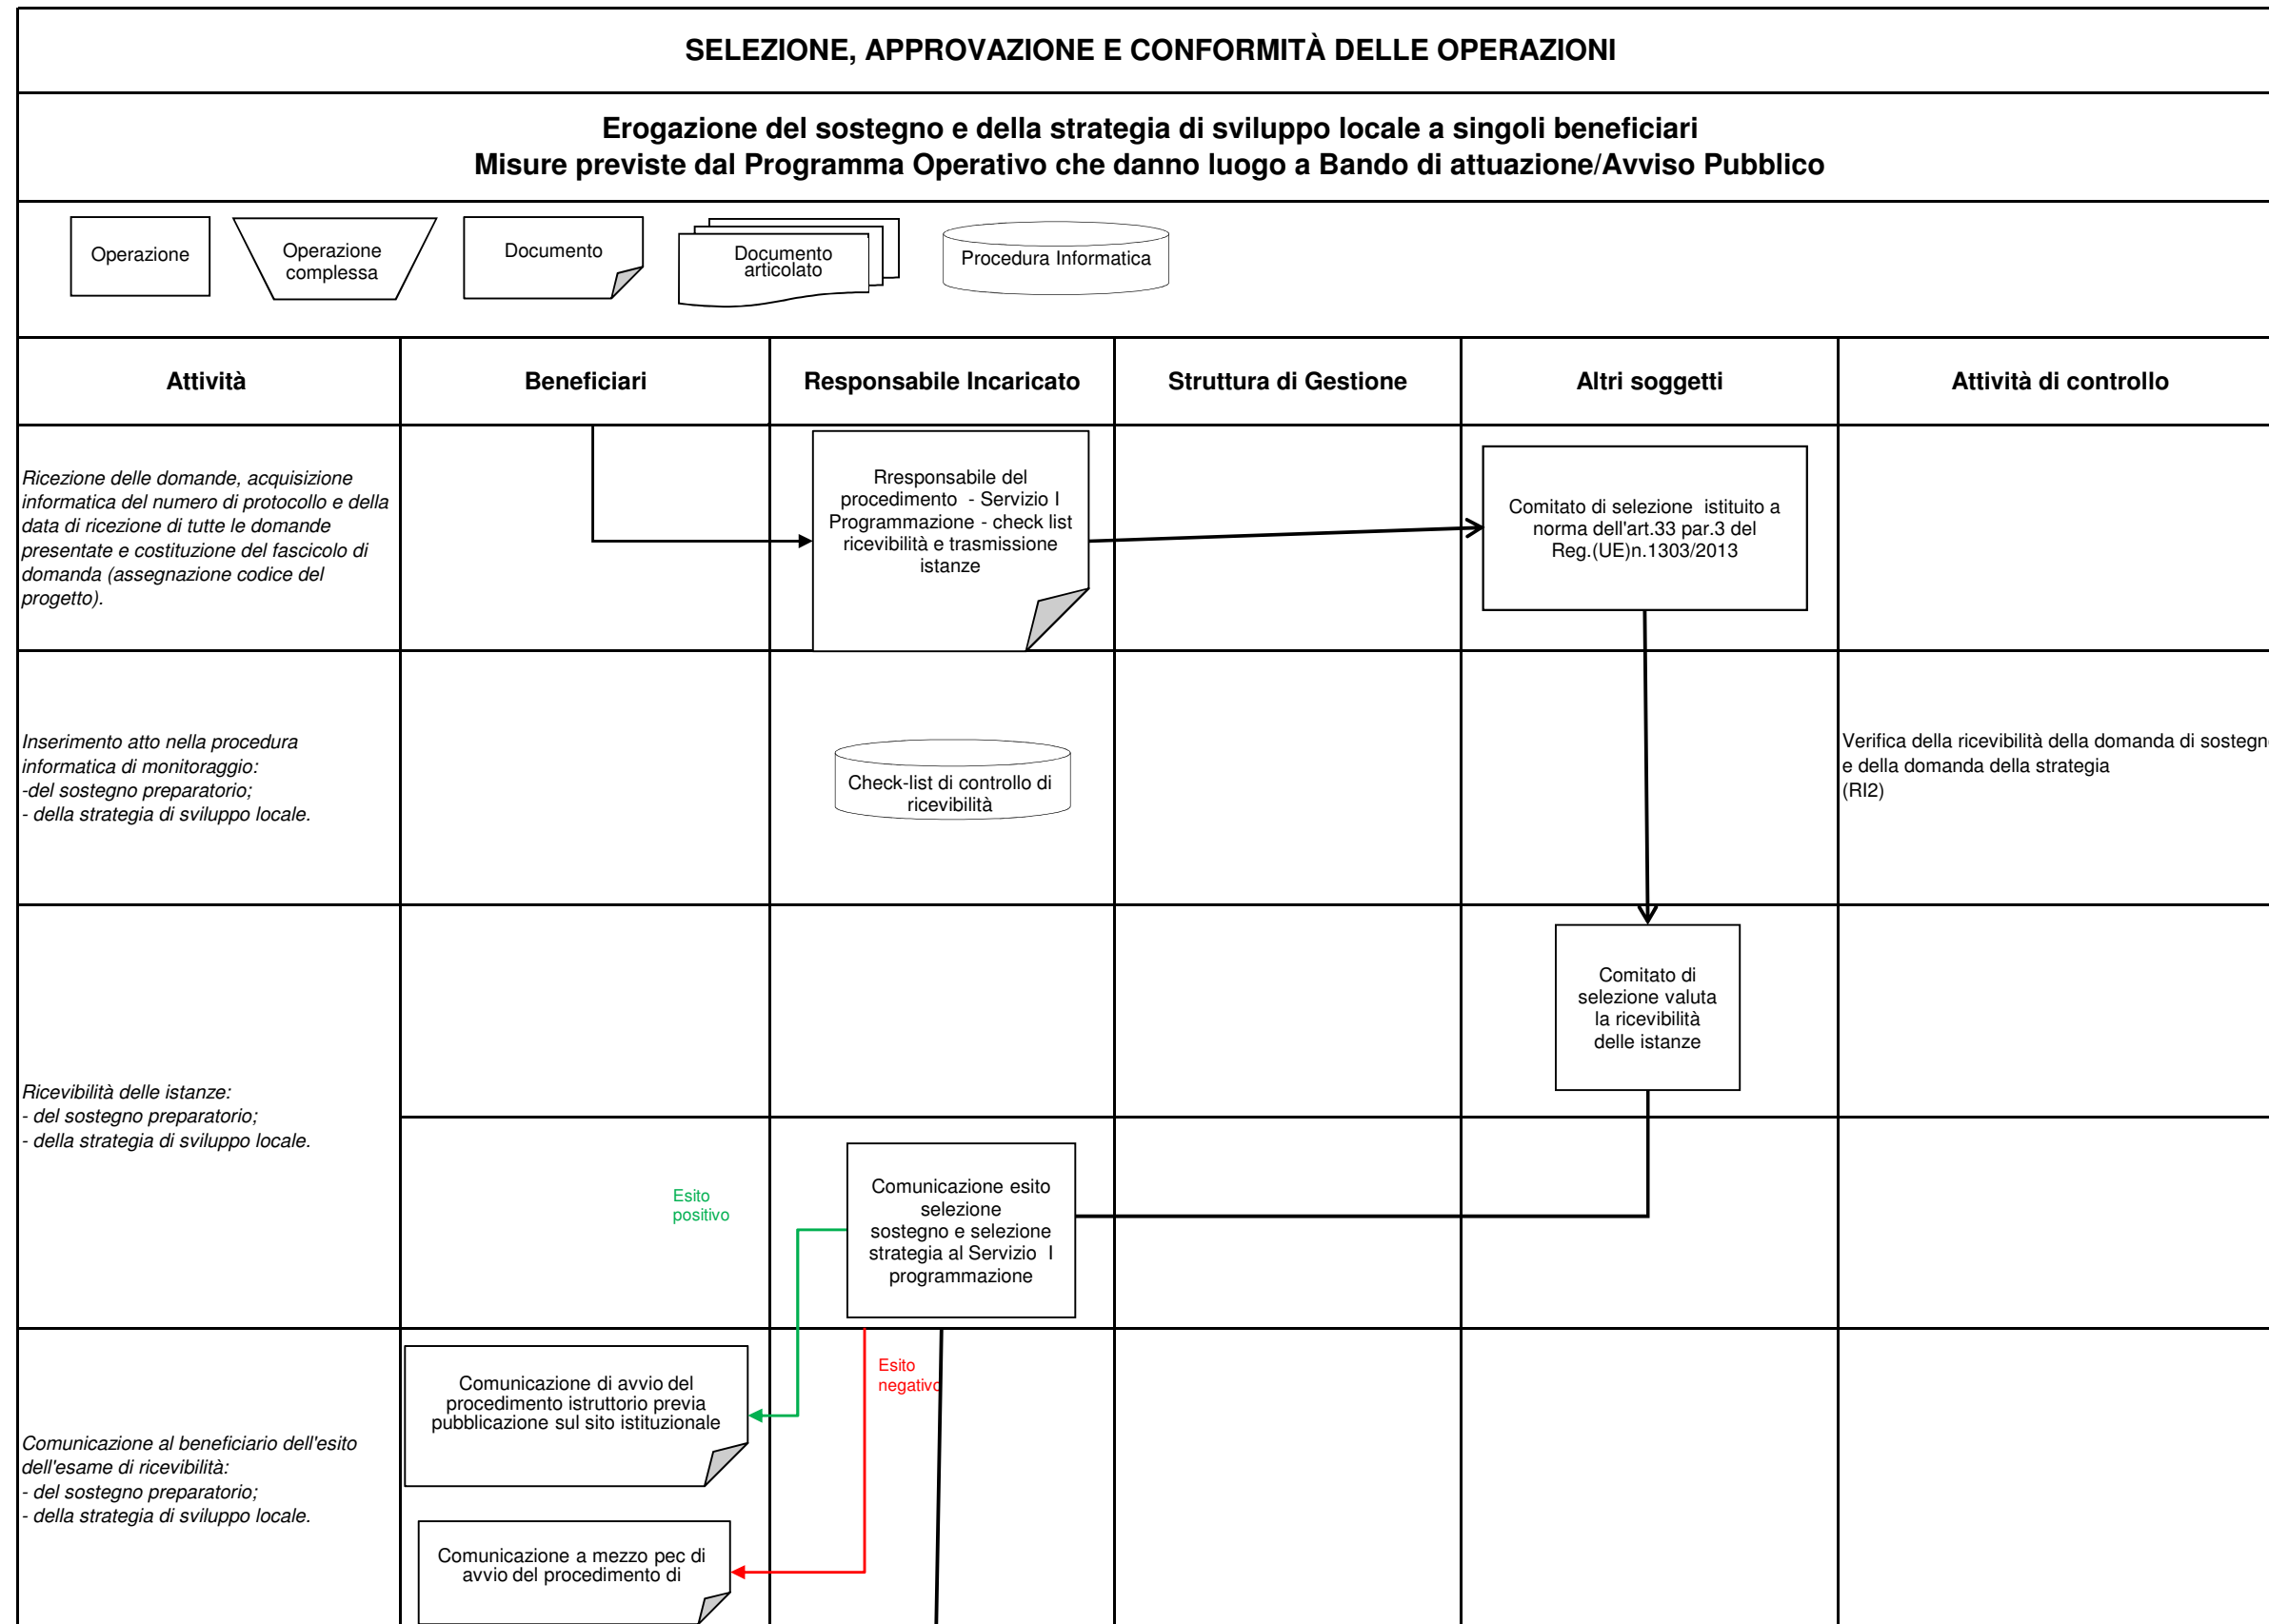 SELEZIONE, APPROVAZIONE E CONFORMITÀ DELLE OPERAZIONI
Erogazione del sostegno e della strategia di sviluppo locale a singoli beneficiari
Misure previste dal Programma Operativo che danno luogo a Bando di attuazione/Avviso Pubblico
Operazione
Operazione
complessa
Documento
Documento
articolato
Procedura Informatica
Attività
Beneficiari
Responsabile Incaricato
Struttura di Gestione
Altri soggetti
Attività di controllo
Ricezione delle domande, acquisizione
informatica del numero di protocollo e della
data di ricezione di tutte le domande
presentate e costituzione del fascicolo di
domanda (assegnazione codice del
progetto).
Rresponsabile del
procedimento - Servizio I
Programmazione - check list
ricevibilità e trasmissione
istanze
Comitato di selezione istituito a
norma dell'art.33 par.3 del
Reg.(UE)n.1303/2013
Inserimento atto nella procedura
informatica di monitoraggio:
-del sostegno preparatorio;
- della strategia di sviluppo locale.
Check-list di controllo di
ricevibilità
Verifica della ricevibilità della domanda di sostegn
e della domanda della strategia
(RI2)
Ricevibilità delle istanze:
- del sostegno preparatorio;
- della strategia di sviluppo locale.
Comitato di
selezione valuta
la ricevibilità
delle istanze
Esito
positivo
Comunicazione esito
selezione
sostegno e selezione
strategia al Servizio I
programmazione
Comunicazione al beneficiario dell'esito
dell'esame di ricevibilità:
- del sostegno preparatorio;
- della strategia di sviluppo locale.
Comunicazione di avvio del
procedimento istruttorio previa
pubblicazione sul sito istituzionale
Esito
negativo
Comunicazione a mezzo pec di
avvio del procedimento di